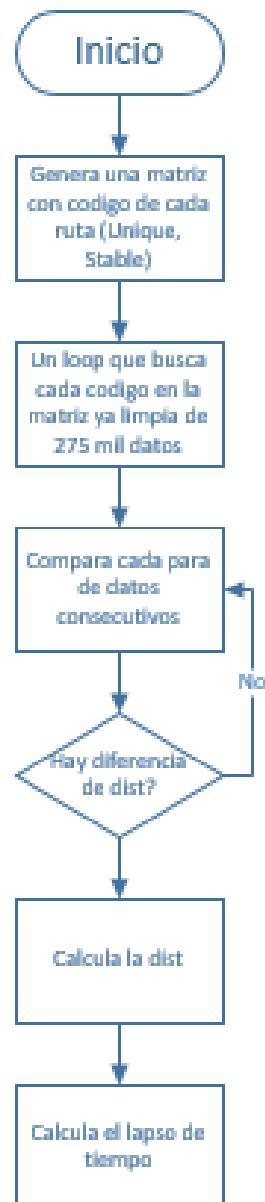 Inicio
Genera una matriz
con codigo de cada
ruta (Unique,
Stable)
Un loop que busca
cada codigo en la
matriz ya limpia de
275 mil datos
Compara cada para
de datos
consecutivos
No
Hay diferencia
de dist?
Calcula la dist
Calcula el lapso de
tiempo